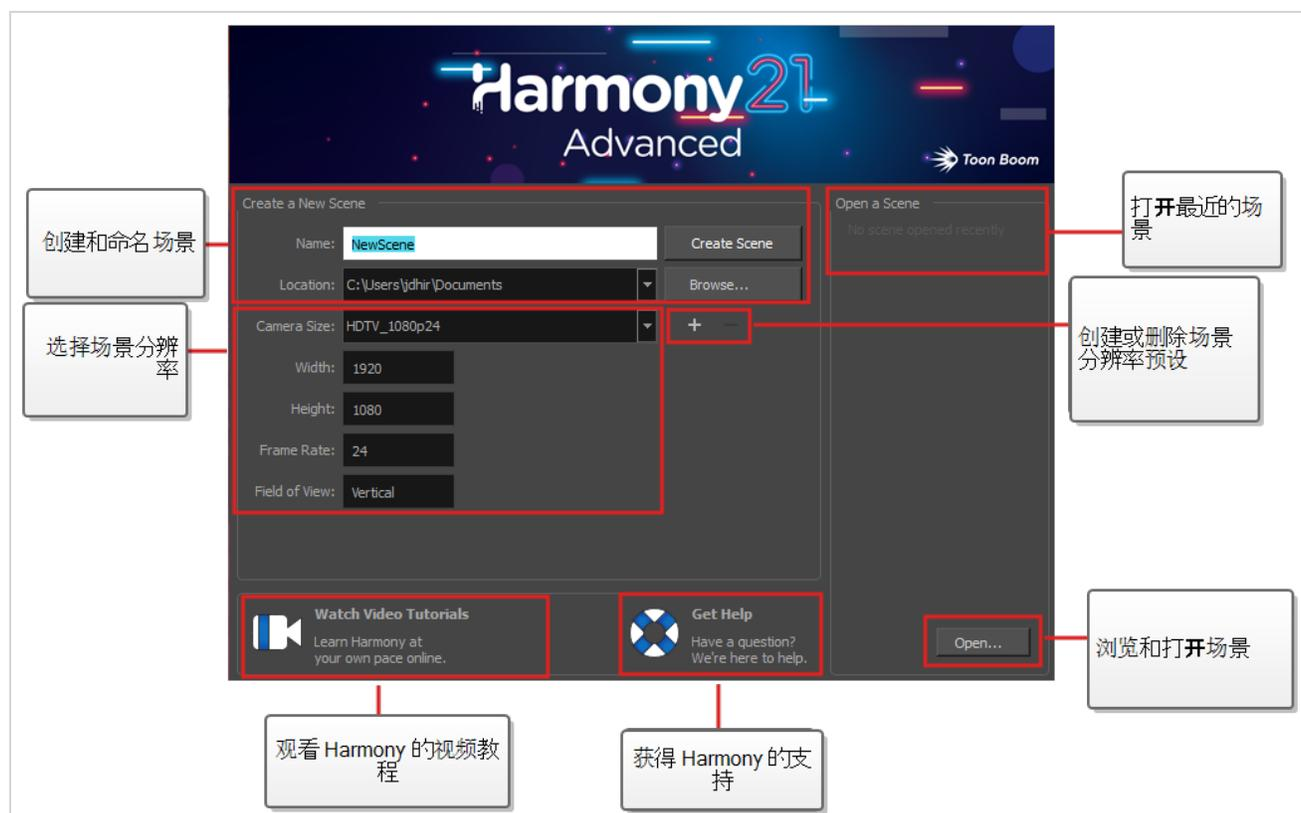 Harmony 21
Advanced
Toon Boom
创建和命名场景
选择场景分辨
率
Create a New Scene
Name: NewScene Create Scene
Location: C:\Users\jdhir\Documents Browse...
Camera Size: HDTV_1080p24 + −
Width: 1920
Height: 1080
Frame Rate: 24
Field of View: Vertical
Open a Scene
No scene opened recently
打开最近的场
景
创建或删除场景
分辨率预设
Watch Video Tutorials
Learn Harmony at
your own pace online.
Get Help
Have a question?
We're here to help.
Open...
浏览和打开场景
观看 Harmony 的视频教
程
获得 Harmony 的支
持